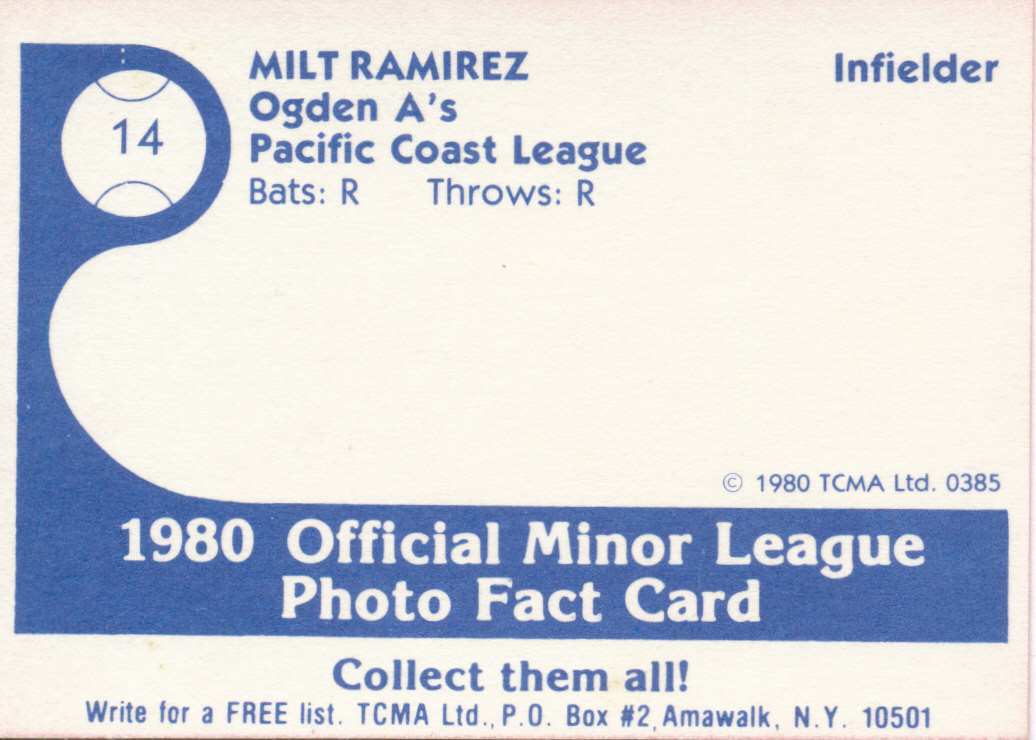 MILT RAMIREZ Infielder
14
Ogden A's
Pacific Coast League
Bats: R Throws: R
© 1980 TCMA Ltd. 0385
1980 Official Minor League
Photo Fact Card
Collect them all!
Write for a FREE list. TCMA Ltd., P.O. Box #2, Amawalk, N.Y. 10501